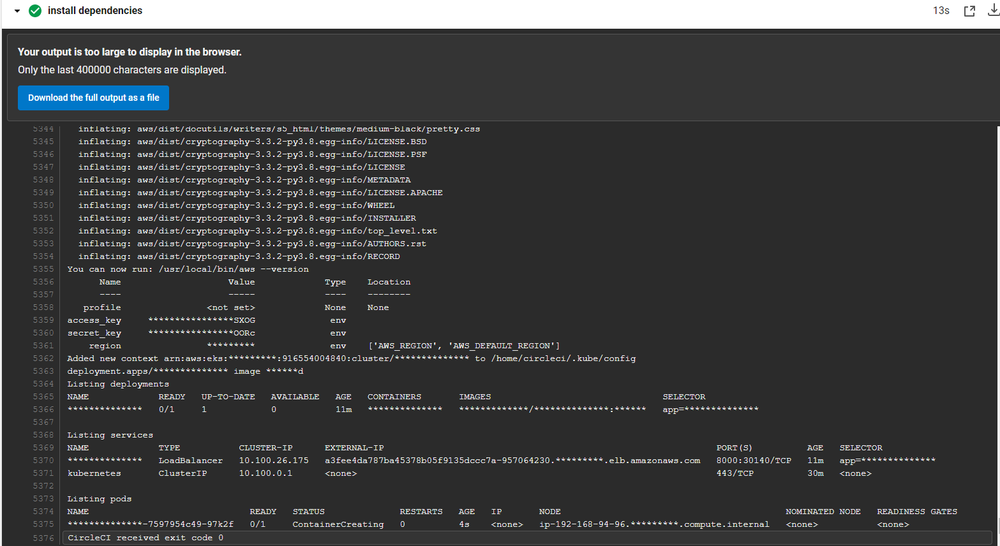 install dependencies 13s
Your output is too large to display in the browser.
Only the last 400000 characters are displayed.
Download the full output as a file
5344 inflating: aws/dist/docutils/writers/s5_html/themes/medium-black/pretty.css
5345 inflating: aws/dist/cryptography-3.3.2-py3.8.egg-info/LICENSE.BSD
5346 inflating: aws/dist/cryptography-3.3.2-py3.8.egg-info/LICENSE.PSF
5347 inflating: aws/dist/cryptography-3.3.2-py3.8.egg-info/LICENSE
5348 inflating: aws/dist/cryptography-3.3.2-py3.8.egg-info/METADATA
5349 inflating: aws/dist/cryptography-3.3.2-py3.8.egg-info/LICENSE.APACHE
5350 inflating: aws/dist/cryptography-3.3.2-py3.8.egg-info/WHEEL
5351 inflating: aws/dist/cryptography-3.3.2-py3.8.egg-info/INSTALLER
5352 inflating: aws/dist/cryptography-3.3.2-py3.8.egg-info/top_level.txt
5353 inflating: aws/dist/cryptography-3.3.2-py3.8.egg-info/AUTHORS.rst
5354 inflating: aws/dist/cryptography-3.3.2-py3.8.egg-info/RECORD
5355 You can now run: /usr/local/bin/aws --version
5356 Name Value Type Location
5357 ---- ----- ---- --------
5358 profile <not set> None None
5359 access_key ****************SXOG env
5360 secret_key ****************OORc env
5361 region ********* env ['AWS_REGION', 'AWS_DEFAULT_REGION']
5362 Added new context arn:aws:eks:*********:916554004840:cluster/************** to /home/circleci/.kube/config
5363 deployment.apps/************** image ******d
5364 Listing deployments
5365 NAME READY UP-TO-DATE AVAILABLE AGE CONTAINERS IMAGES SELECTOR
5366 ************** 0/1 1 0 11m ************** *************/**************:****** app=**************
5367
5368 Listing services
5369 NAME TYPE CLUSTER-IP EXTERNAL-IP PORT(S) AGE SELECTOR
5370 ************** LoadBalancer 10.100.26.175 a3fee4da787ba45378b05f9135dccc7a-957064230.*********.elb.amazonaws.com 8000:30140/TCP 11m app=**************
5371 kubernetes ClusterIP 10.100.0.1 <none> 443/TCP 30m <none>
5372
5373 Listing pods
5374 NAME READY STATUS RESTARTS AGE IP NODE NOMINATED NODE READINESS GATES
5375 **************-7597954c49-97k2f 0/1 ContainerCreating 0 4s <none> ip-192-168-94-96.*********.compute.internal <none> <none>
5376 CircleCI received exit code 0